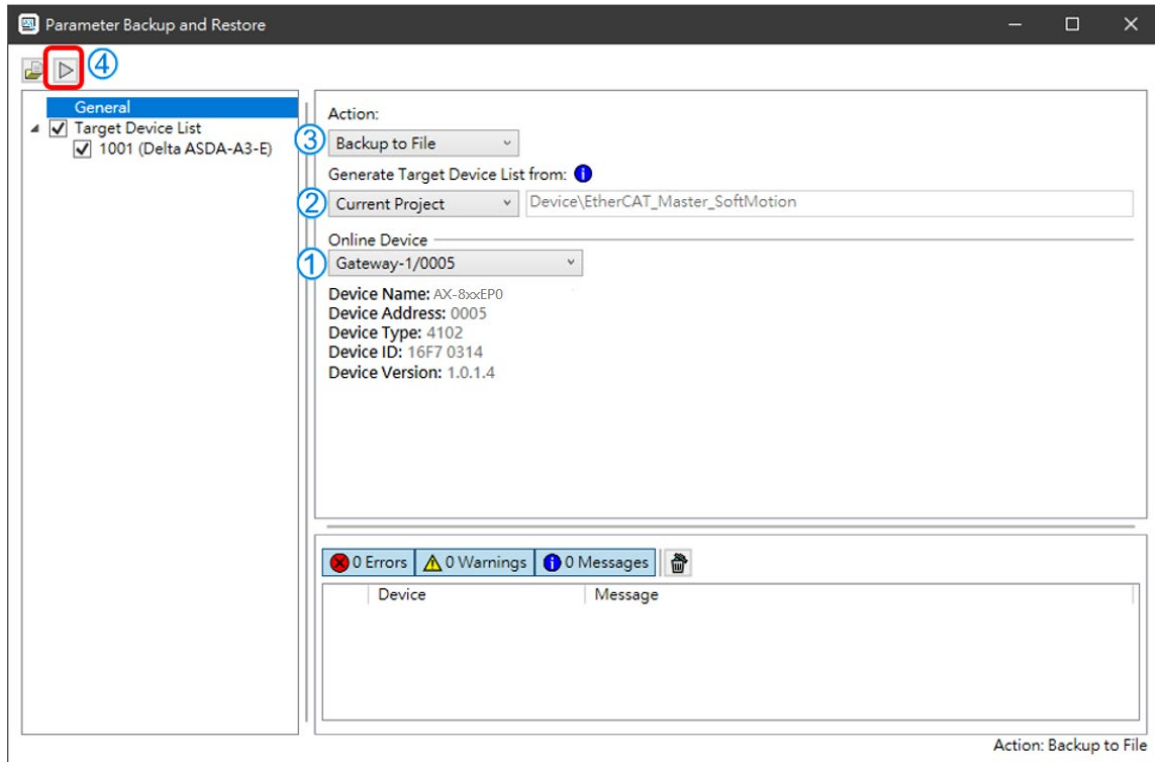 Parameter Backup and Restore
④
General
Target Device List
1001 (Delta ASDA-A3-E)
Action:
③ Backup to File
Generate Target Device List from:
② Current Project Device\EtherCAT_Master_SoftMotion
Online Device
① Gateway-1/0005
Device Name: AX-8xxEP0
Device Address: 0005
Device Type: 4102
Device ID: 16F7 0314
Device Version: 1.0.1.4
0 Errors 0 Warnings 0 Messages
Device Message
Action: Backup to File